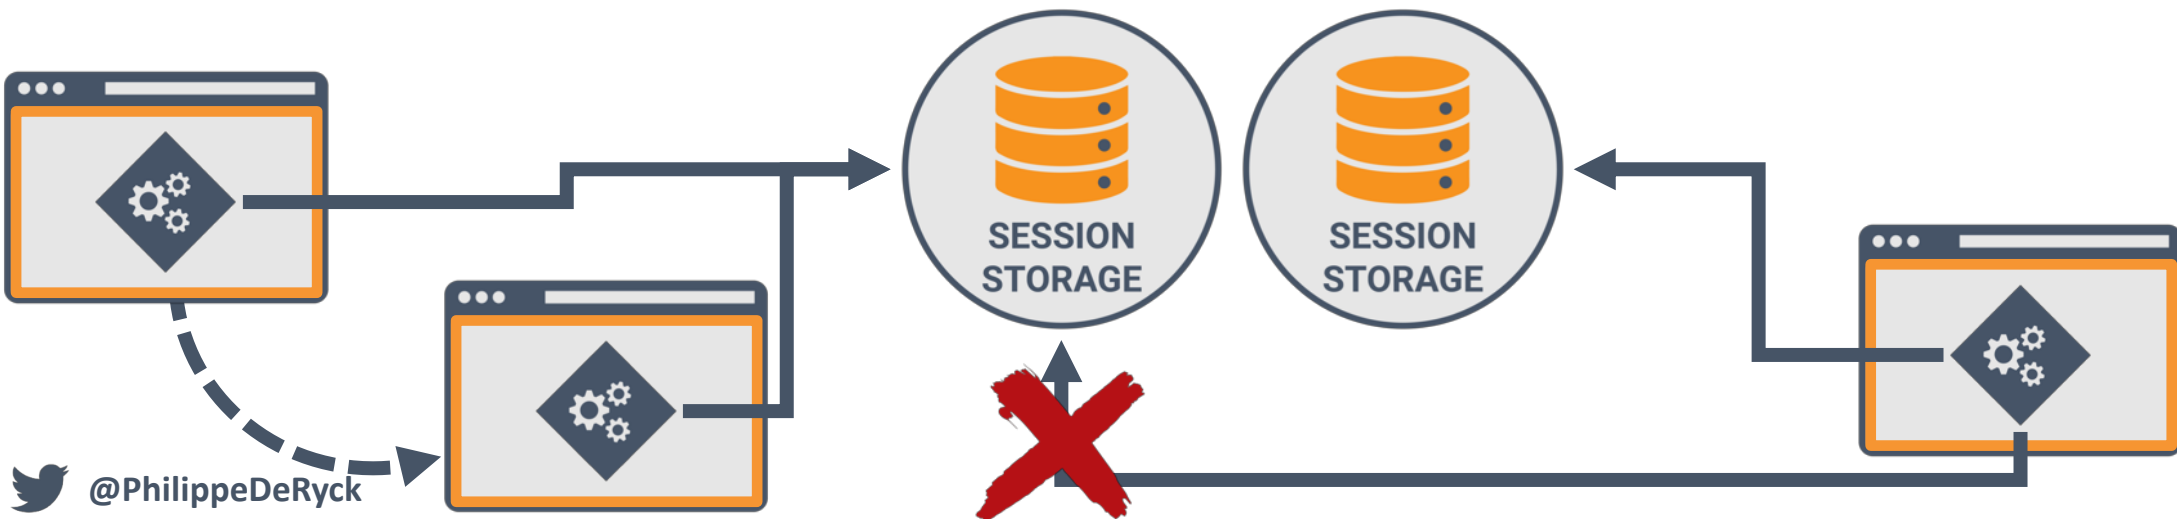 SESSION
STORAGE
SESSION
STORAGE
@PhilippeDeRyck